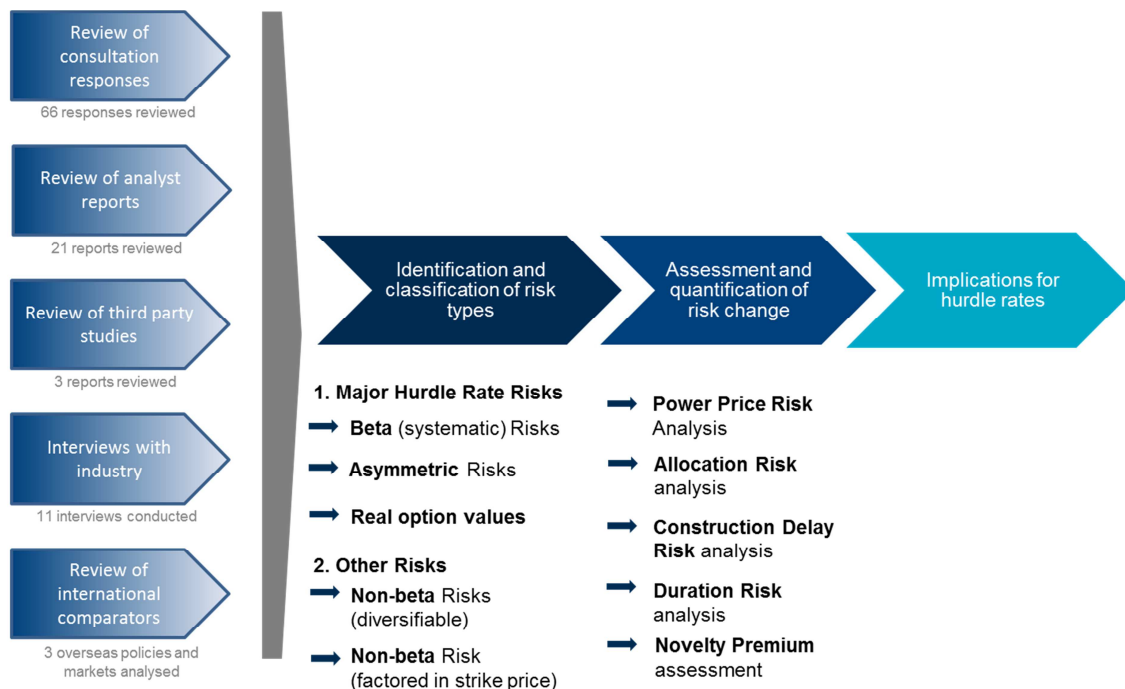 Review of
consultation
responses
66 responses reviewed
Review of analyst
reports
21 reports reviewed
Review of third party
studies
3 reports reviewed
Interviews with
industry
11 interviews conducted
Review of
international
comparators
3 overseas policies and
markets analysed
Identification and
classification of risk
types
1. Major Hurdle Rate Risks
Beta (systematic) Risks
Asymmetric Risks
Real option values
2. Other Risks
Non-beta Risks
(diversifiable)
Non-beta Risk
(factored in strike price)
Assessment and
quantification of
risk change
Power Price Risk
Analysis
Allocation Risk
analysis
Construction Delay
Risk analysis
Duration Risk
analysis
Novelty Premium
assessment
Implications for
hurdle rates